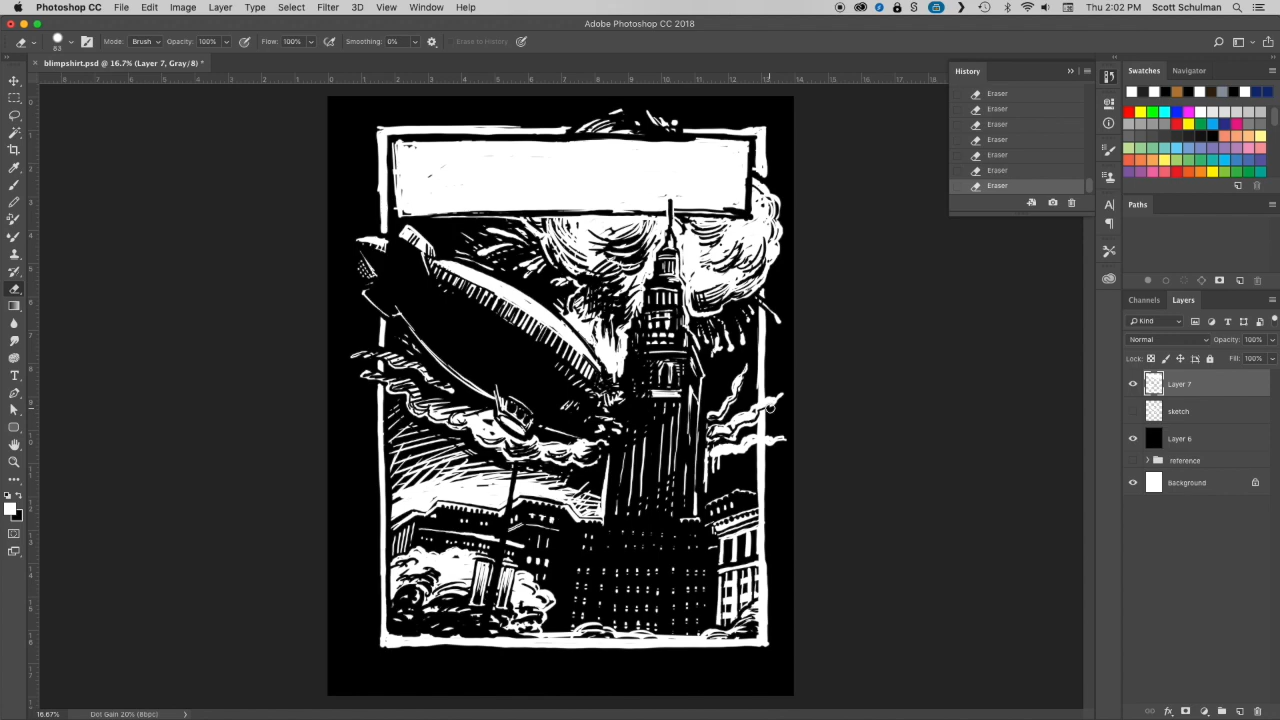 Photoshop CC File Edit Image Layer Type Select Filter 3D View Window Help
Thu 2:02 PM Scott Schulman
Adobe Photoshop CC 2018
83 Mode: Brush Opacity: 100% Flow: 100% Smoothing: 0% Erase to History
blimpshirt.psd @ 16.7% (Layer 7, Gray/8) *
History
Eraser
Eraser
Eraser
Eraser
Eraser
Eraser
Eraser
Swatches Navigator
Paths
Channels Layers
Kind
Normal Opacity: 100%
Lock: Fill: 100%
Layer 7
sketch
Layer 6
reference
Background
16.67% Dot Gain 20% (8bpc)